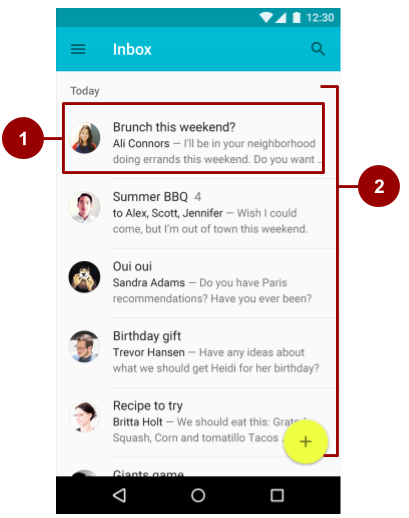 12:30
Inbox
Today
1
Brunch this weekend?
Ali Connors — I'll be in your neighborhood
doing errands this weekend. Do you want ..
2
Summer BBQ 4
to Alex, Scott, Jennifer — Wish I could
come, but I'm out of town this weekend.
Oui oui
Sandra Adams — Do you have Paris
recommendations? Have you ever been?
Birthday gift
Trevor Hansen — Have any ideas about
what we should get Heidi for her birthday?
Recipe to try
Britta Holt — We should eat this:
Squash, Corn and tomatillo Tacos
+
Giants game